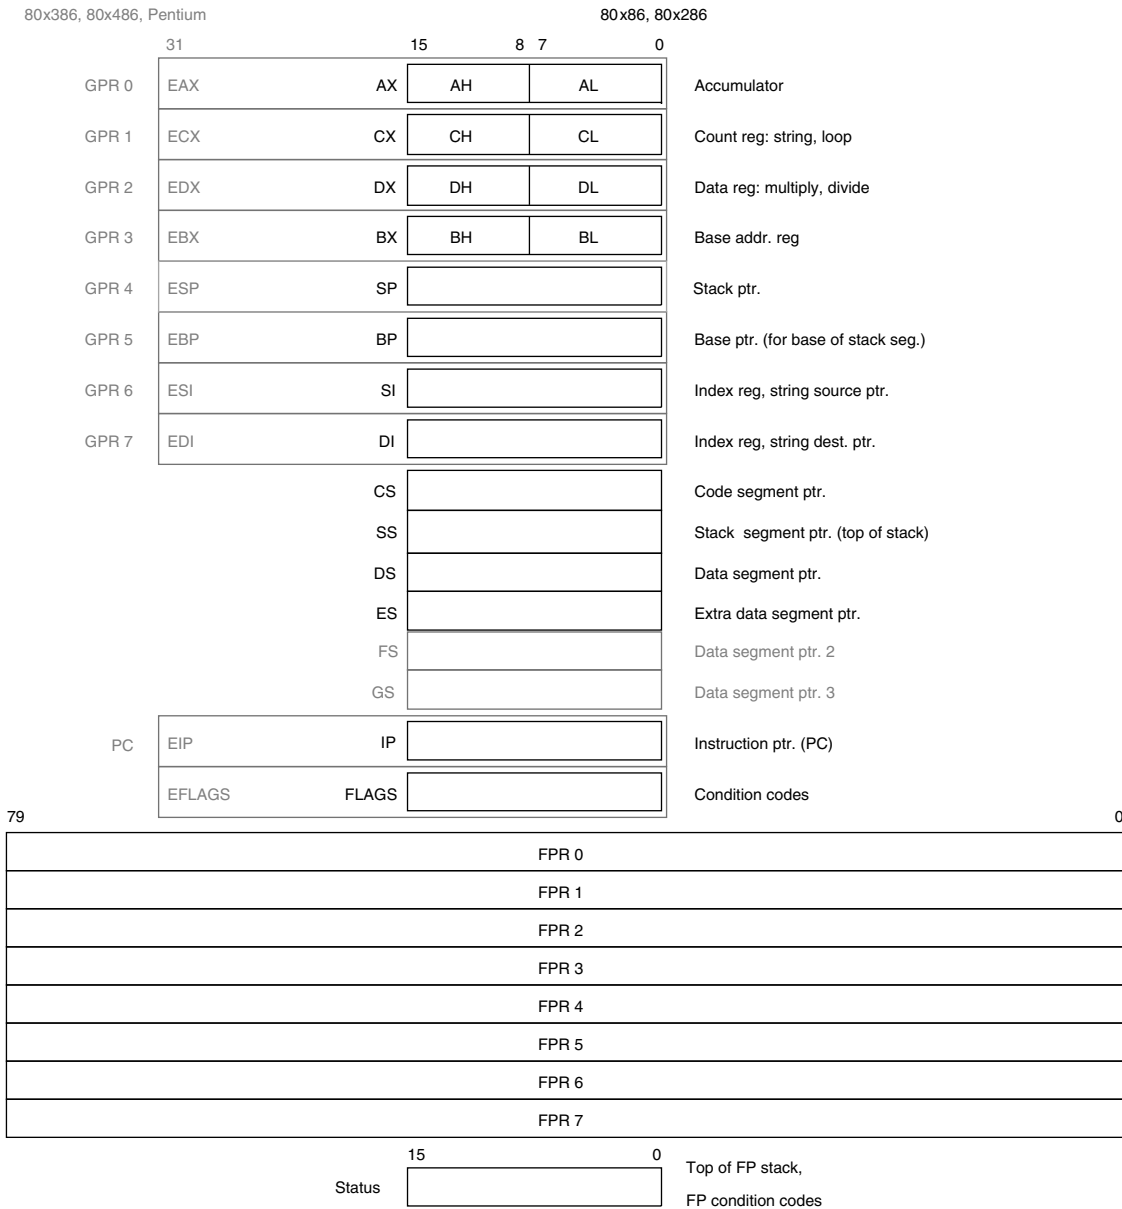 80x386, 80x486, Pentium 80x86, 80x286
31 15 8 7 0
GPR 0 EAX AX AH AL Accumulator
GPR 1 ECX CX CH CL Count reg: string, loop
GPR 2 EDX DX DH DL Data reg: multiply, divide
GPR 3 EBX BX BH BL Base addr. reg
GPR 4 ESP SP Stack ptr.
GPR 5 EBP BP Base ptr. (for base of stack seg.)
GPR 6 ESI SI Index reg, string source ptr.
GPR 7 EDI DI Index reg, string dest. ptr.
CS Code segment ptr.
SS Stack segment ptr. (top of stack)
DS Data segment ptr.
ES Extra data segment ptr.
FS Data segment ptr. 2
GS Data segment ptr. 3
PC EIP IP Instruction ptr. (PC)
EFLAGS FLAGS Condition codes
79 0
FPR 0
FPR 1
FPR 2
FPR 3
FPR 4
FPR 5
FPR 6
FPR 7
15 0
Status Top of FP stack,
FP condition codes